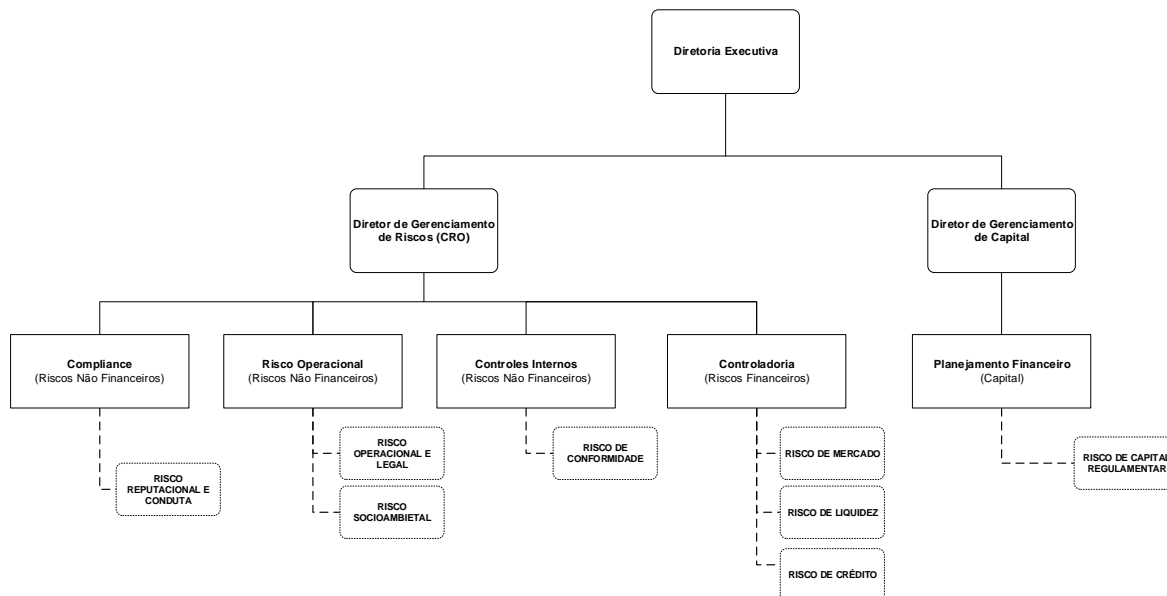 Diretoria Executiva
Diretor de Gerenciamento
de Riscos (CRO)
Diretor de Gerenciamento
de Capital
Compliance
(Riscos Não Financeiros)
Risco Operacional
(Riscos Não Financeiros)
Controles Internos
(Riscos Não Financeiros)
Controladoria
(Riscos Financeiros)
Planejamento Financeiro
(Capital)
RISCO
REPUTACIONAL E
CONDUTA
RISCO
OPERACIONAL E
LEGAL
RISCO
SOCIOAMBIETAL
RISCO DE
CONFORMIDADE
RISCO DE MERCADO
RISCO DE LIQUIDEZ
RISCO DE CRÉDITO
RISCO DE CAPITAL
REGULAMENTAR